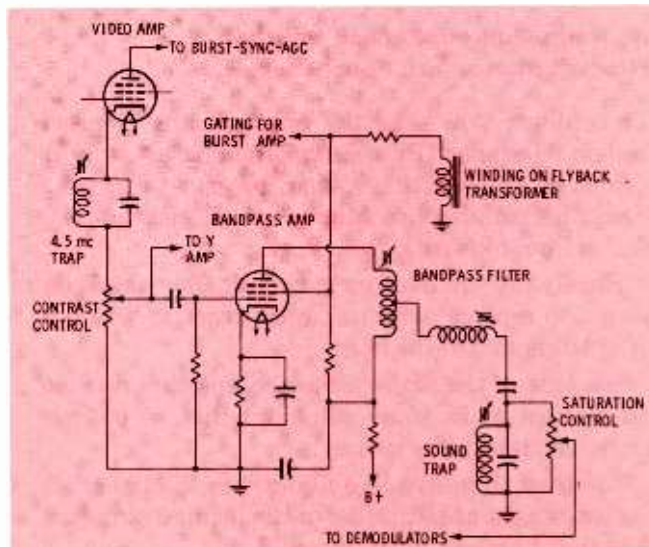 VIDEO AMP
TO BURST-SYNC-AGC
GATING FOR
BURST AMP
WINDING ON FLYBACK
TRANSFORMER
4.5 mc
TRAP
TO Y
AMP
BANDPASS AMP
BANDPASS FILTER
CONTRAST
CONTROL
SATURATION
CONTROL
SOUND
TRAP
B+
TO DEMODULATORS